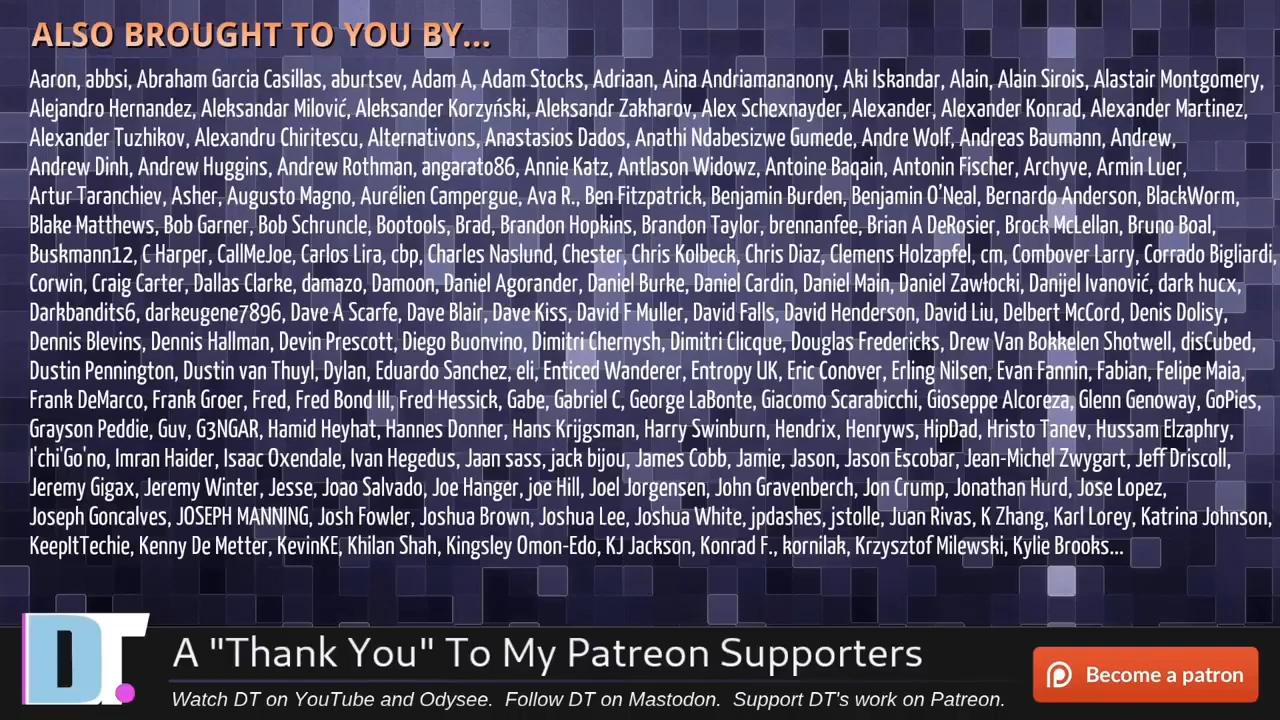 ALSO BROUGHT TO YOU BY...
Aaron, abbsi, Abraham Garcia Casillas, aburtsev, Adam A, Adam Stocks, Adriaan, Aina Andriamananony, Aki Iskandar, Alain, Alain Sirois, Alastair Montgomery,
Alejandro Hernandez, Aleksandar Milović, Aleksander Korzyński, Aleksandr Zakharov, Alex Schexnayder, Alexander, Alexander Konrad, Alexander Martinez,
Alexander Tuzhikov, Alexandru Chiritescu, Alternativons, Anastasios Dados, Anathi Ndabesizwe Gumede, Andre Wolf, Andreas Baumann, Andrew,
Andrew Dinh, Andrew Huggins, Andrew Rothman, angarato86, Annie Katz, Antlason Widowz, Antoine Baqain, Antonin Fischer, Archyve, Armin Luer,
Artur Taranchiev, Asher, Augusto Magno, Aurélien Campergue, Ava R., Ben Fitzpatrick, Benjamin Burden, Benjamin O'Neal, Bernardo Anderson, BlackWorm,
Blake Matthews, Bob Garner, Bob Schruncle, Bootools, Brad, Brandon Hopkins, Brandon Taylor, brennanfee, Brian A DeRosier, Brock McLellan, Bruno Boal,
Buskmann12, C Harper, CallMeJoe, Carlos Lira, cbp, Charles Naslund, Chester, Chris Kolbeck, Chris Diaz, Clemens Holzapfel, cm, Combover Larry, Corrado Bigliardi,
Corwin, Craig Carter, Dallas Clarke, damazo, Damoon, Daniel Agorander, Daniel Burke, Daniel Cardin, Daniel Main, Daniel Zawłocki, Danijel Ivanović, dark hucx,
Darkbandits6, darkeugene7896, Dave A Scarfe, Dave Blair, Dave Kiss, David F Muller, David Falls, David Henderson, David Liu, Delbert McCord, Denis Dolisy,
Dennis Blevins, Dennis Hallman, Devin Prescott, Diego Buonvino, Dimitri Chernysh, Dimitri Clicque, Douglas Fredericks, Drew Van Bokkelen Shotwell, disCubed,
Dustin Pennington, Dustin van Thuyl, Dylan, Eduardo Sanchez, eli, Enticed Wanderer, Entropy UK, Eric Conover, Erling Nilsen, Evan Fannin, Fabian, Felipe Maia,
Frank DeMarco, Frank Groer, Fred, Fred Bond III, Fred Hessick, Gabe, Gabriel C, George LaBonte, Giacomo Scarabicchi, Gioseppe Alcoreza, Glenn Genoway, GoPies,
Grayson Peddie, Guv, G3NGAR, Hamid Heyhat, Hannes Donner, Hans Krijgsman, Harry Swinburn, Hendrix, Henryws, HipDad, Hristo Tanev, Hussam Elzaphry,
I'chi'Go'no, Imran Haider, Isaac Oxendale, Ivan Hegedus, Jaan sass, jack bijou, James Cobb, Jamie, Jason, Jason Escobar, Jean-Michel Zwygart, Jeff Driscoll,
Jeremy Gigax, Jeremy Winter, Jesse, Joao Salvado, Joe Hanger, joe Hill, Joel Jorgensen, John Gravenberch, Jon Crump, Jonathan Hurd, Jose Lopez,
Joseph Goncalves, JOSEPH MANNING, Josh Fowler, Joshua Brown, Joshua Lee, Joshua White, jpdashes, jstolle, Juan Rivas, K Zhang, Karl Lorey, Katrina Johnson,
KeepItTechie, Kenny De Metter, KevinKE, Khilan Shah, Kingsley Omon-Edo, KJ Jackson, Konrad F., kornilak, Krzysztof Milewski, Kylie Brooks...
DT
A "Thank You" To My Patreon Supporters
Become a patron
Watch DT on YouTube and Odysee. Follow DT on Mastodon. Support DT's work on Patreon.